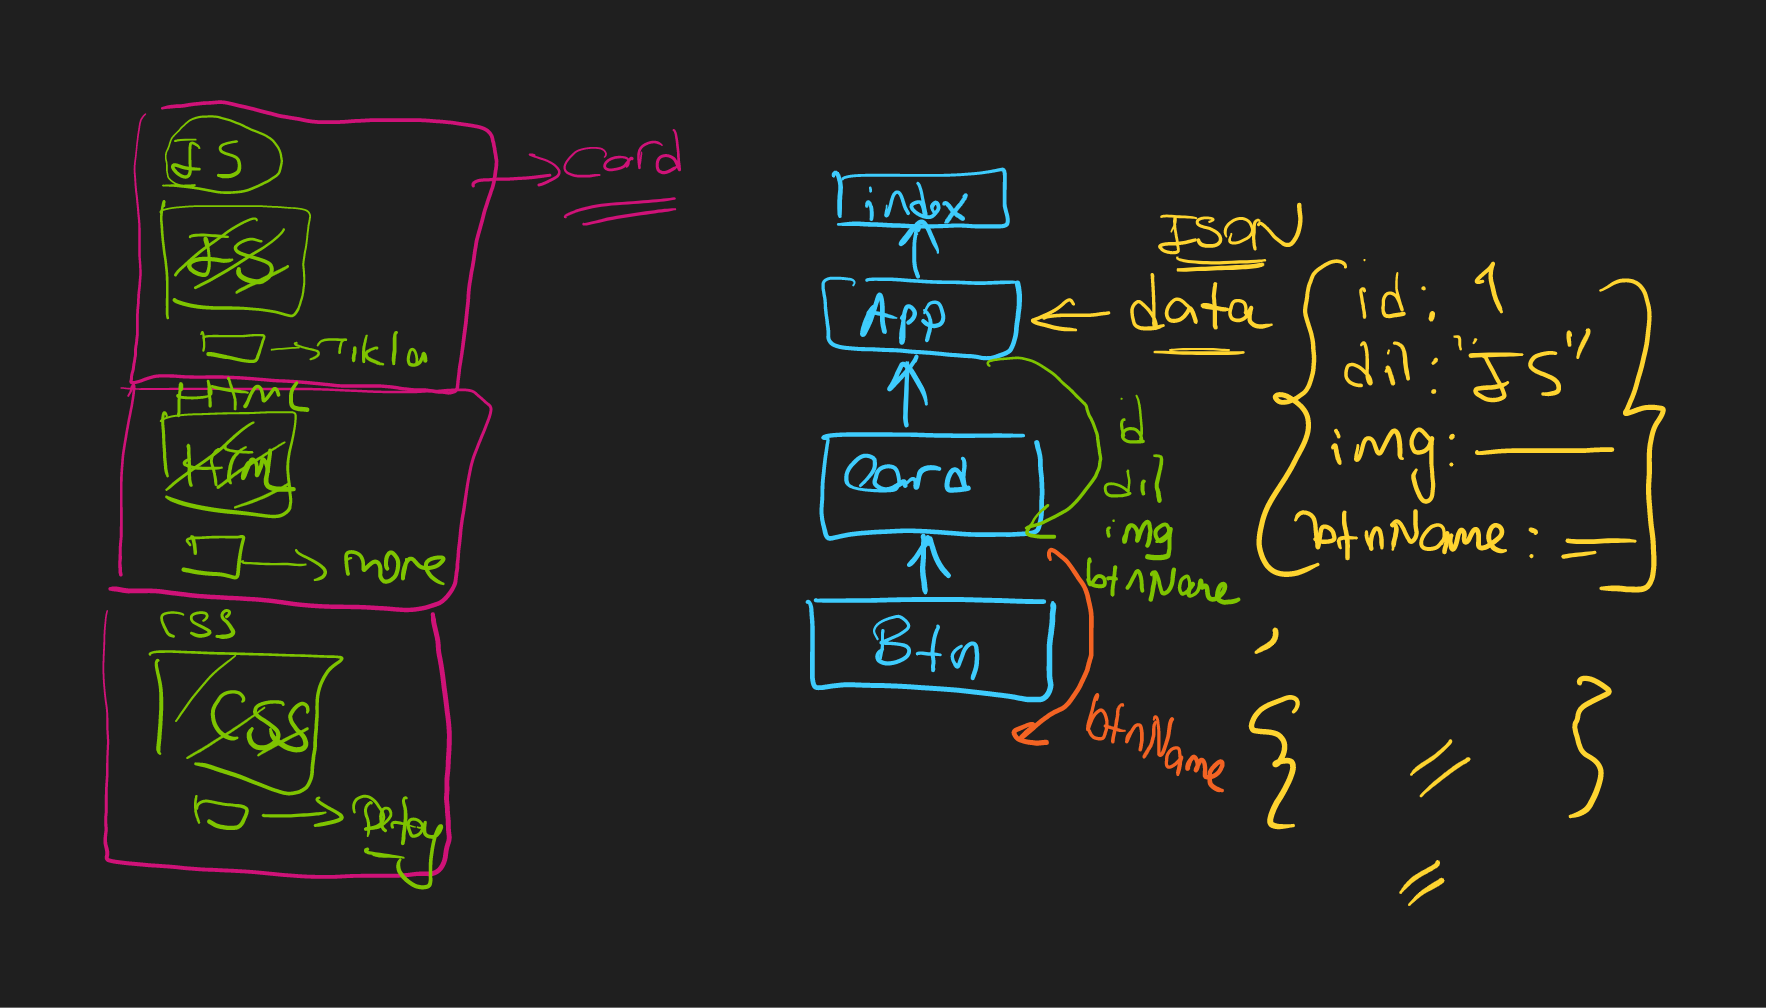 JS
Card
JS
Tıkla
Html
Html
more
CSS
CSS
Detay
index
App
Card
Btn
id
dil
img
btnName
btnName
JSON
data
{ id: 1
dil: "JS"
img: ____
btnName: __ }
,
{ // }
//